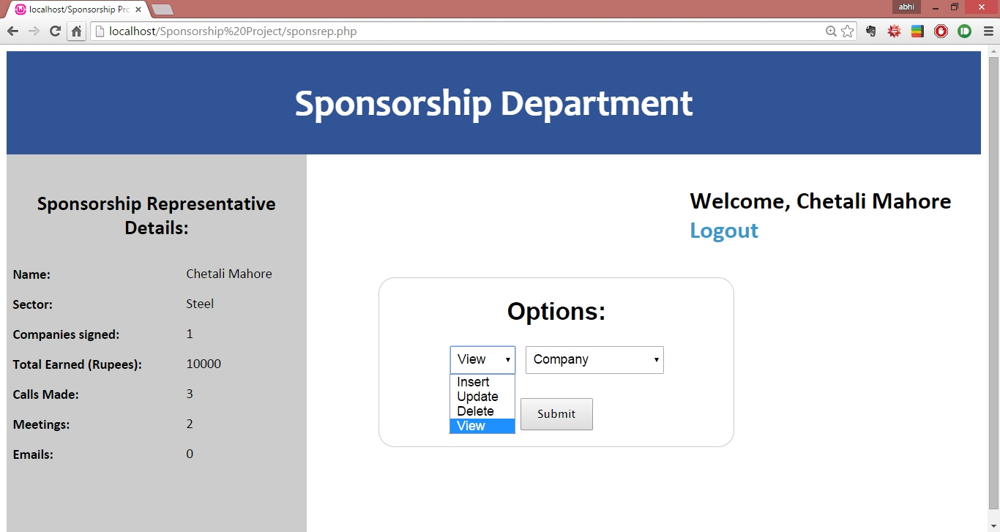 localhost/Sponsorship Prc
abhi
localhost/Sponsorship%20Project/sponsrep.php
Sponsorship Department
Sponsorship Representative
Details:
Name: Chetali Mahore
Sector: Steel
Companies signed: 1
Total Earned (Rupees): 10000
Calls Made: 3
Meetings: 2
Emails: 0
Welcome, Chetali Mahore
Logout
Options:
View Company
Insert
Update
Delete
View
Submit